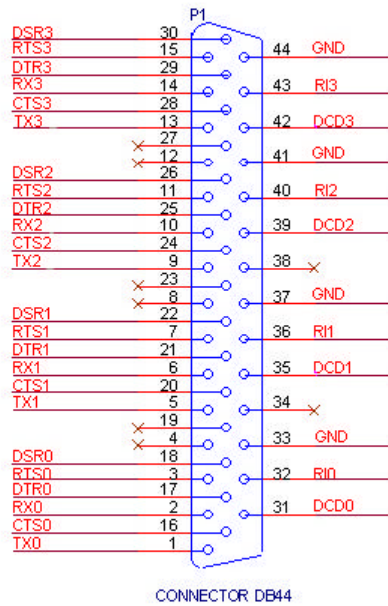 P1
DSR3 30
RTS3 15 44 GND
DTR3 29
RX3 14 43 RI3
CTS3 28
TX3 13 42 DCD3
27
12 41 GND
DSR2 26
RTS2 11 40 RI2
DTR2 25
RX2 10 39 DCD2
CTS2 24
TX2 9 38
23
8 37 GND
DSR1 22
RTS1 7 36 RI1
DTR1 21
RX1 6 35 DCD1
CTS1 20
TX1 5 34
19
4 33 GND
DSR0 18
RTS0 3 32 RI0
DTR0 17
RX0 2 31 DCD0
CTS0 16
TX0 1
CONNECTOR DB44